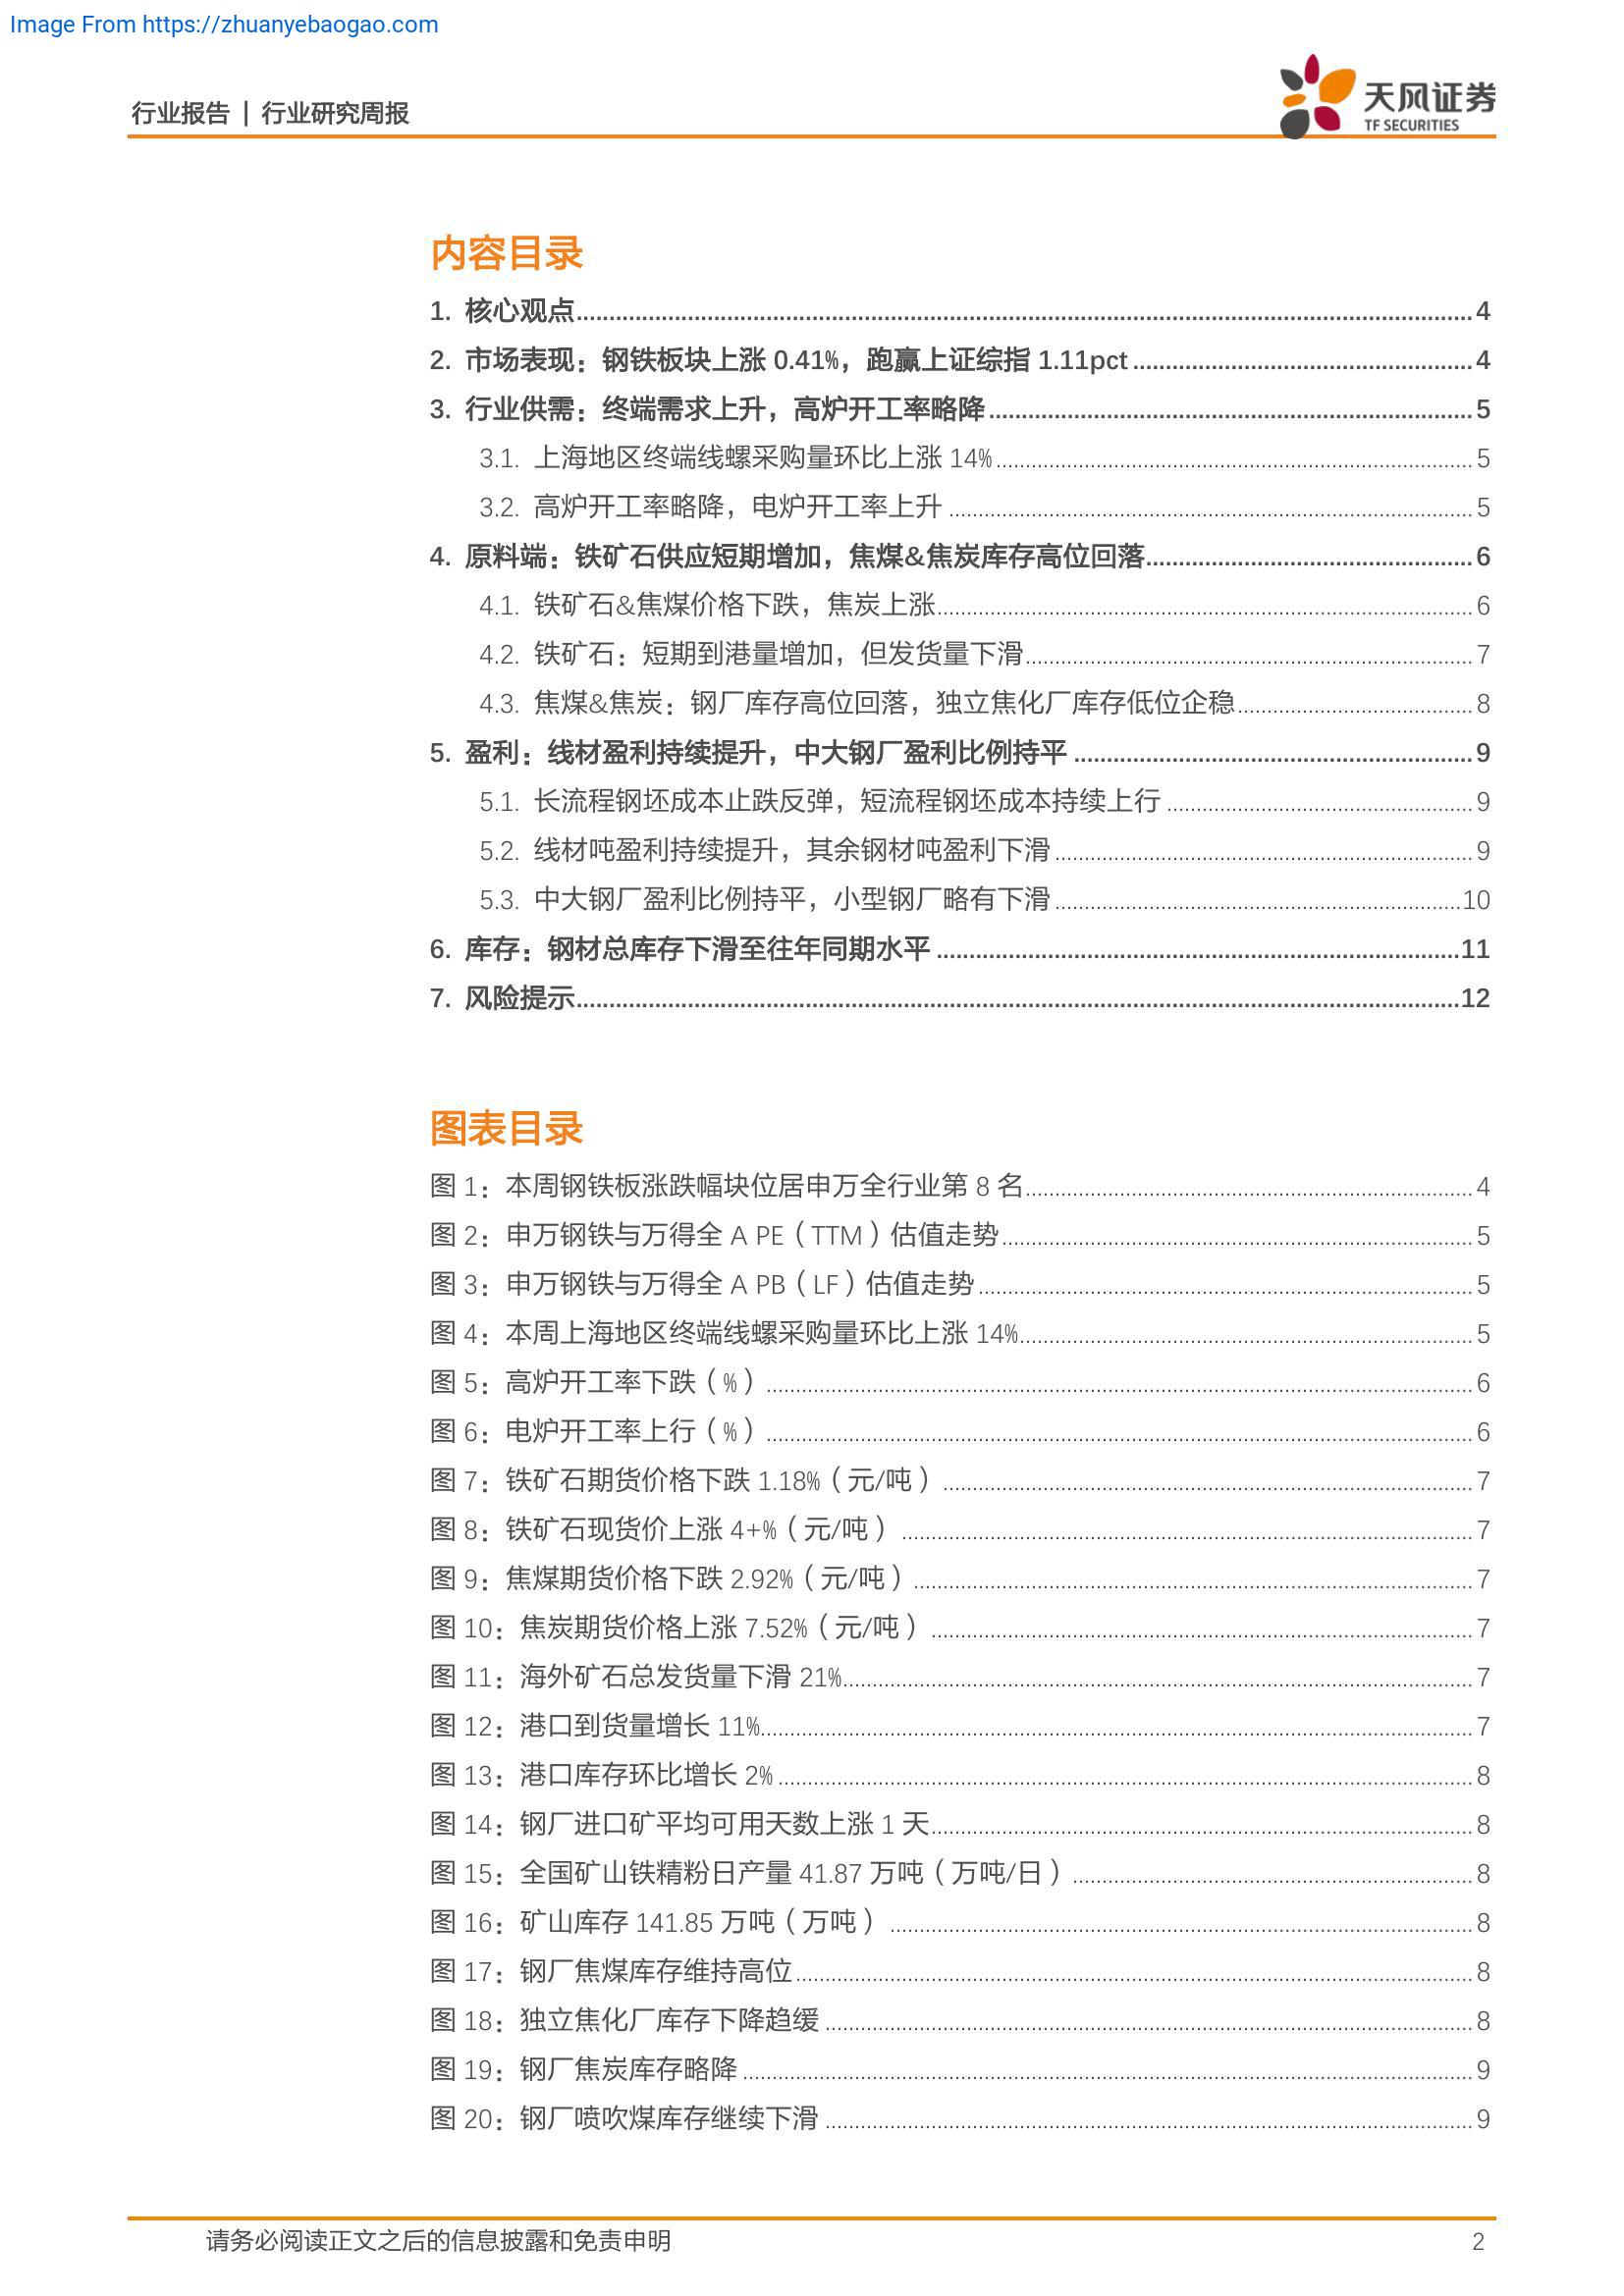 Image From https://zhuanyebaogao.com
行业报告 | 行业研究周报
天风证券
TF SECURITIES
内容目录
1. 核心观点 4
2. 市场表现：钢铁板块上涨 0.41%，跑赢上证综指 1.11pct 4
3. 行业供需：终端需求上升，高炉开工率略降 5
3.1. 上海地区终端线螺采购量环比上涨 14% 5
3.2. 高炉开工率略降，电炉开工率上升 5
4. 原料端：铁矿石供应短期增加，焦煤&焦炭库存高位回落 6
4.1. 铁矿石&焦煤价格下跌，焦炭上涨 6
4.2. 铁矿石：短期到港量增加，但发货量下滑 7
4.3. 焦煤&焦炭：钢厂库存高位回落，独立焦化厂库存低位企稳 8
5. 盈利：线材盈利持续提升，中大钢厂盈利比例持平 9
5.1. 长流程钢坯成本止跌反弹，短流程钢坯成本持续上行 9
5.2. 线材吨盈利持续提升，其余钢材吨盈利下滑 9
5.3. 中大钢厂盈利比例持平，小型钢厂略有下滑 10
6. 库存：钢材总库存下滑至往年同期水平 11
7. 风险提示 12
图表目录
图 1：本周钢铁板涨跌幅块位居申万全行业第 8 名 4
图 2：申万钢铁与万得全 A PE（TTM）估值走势 5
图 3：申万钢铁与万得全 A PB（LF）估值走势 5
图 4：本周上海地区终端线螺采购量环比上涨 14% 5
图 5：高炉开工率下跌（%） 6
图 6：电炉开工率上行（%） 6
图 7：铁矿石期货价格下跌 1.18%（元/吨） 7
图 8：铁矿石现货价上涨 4+%（元/吨） 7
图 9：焦煤期货价格下跌 2.92%（元/吨） 7
图 10：焦炭期货价格上涨 7.52%（元/吨） 7
图 11：海外矿石总发货量下滑 21% 7
图 12：港口到货量增长 11% 7
图 13：港口库存环比增长 2% 8
图 14：钢厂进口矿平均可用天数上涨 1 天 8
图 15：全国矿山铁精粉日产量 41.87 万吨（万吨/日） 8
图 16：矿山库存 141.85 万吨（万吨） 8
图 17：钢厂焦煤库存维持高位 8
图 18：独立焦化厂库存下降趋缓 8
图 19：钢厂焦炭库存略降 9
图 20：钢厂喷吹煤库存继续下滑 9
请务必阅读正文之后的信息披露和免责申明 2